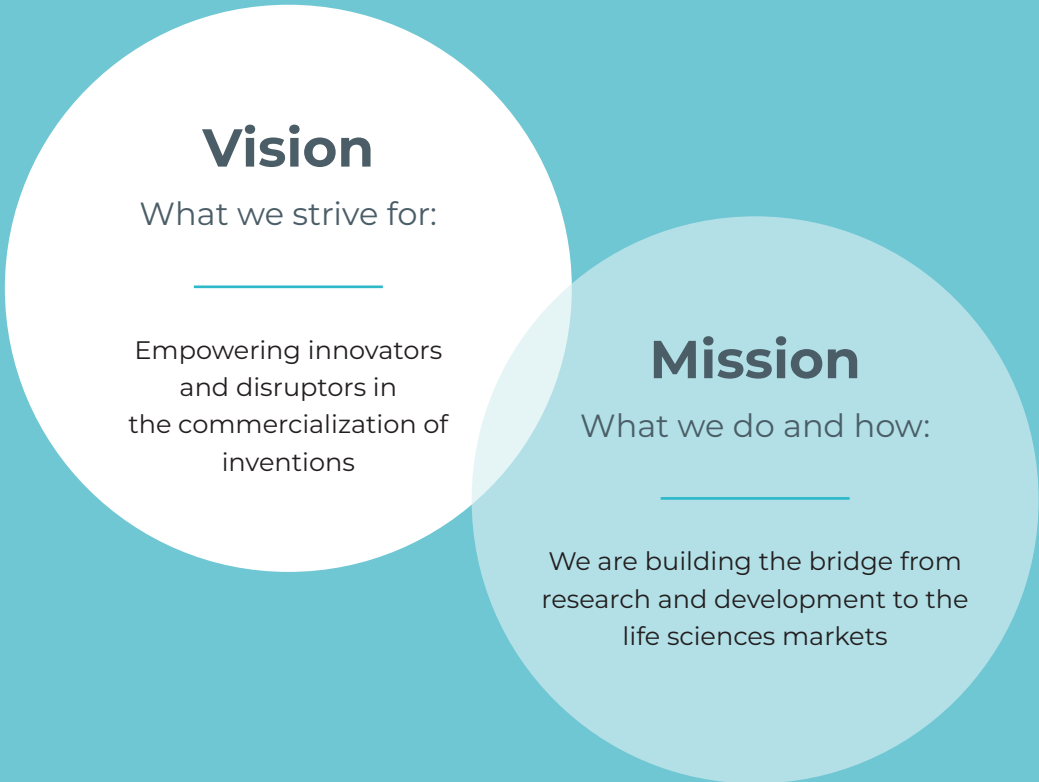 Vision
What we strive for:
Empowering innovators
and disruptors in
the commercialization of
inventions
Mission
What we do and how:
We are building the bridge from
research and development to the
life sciences markets